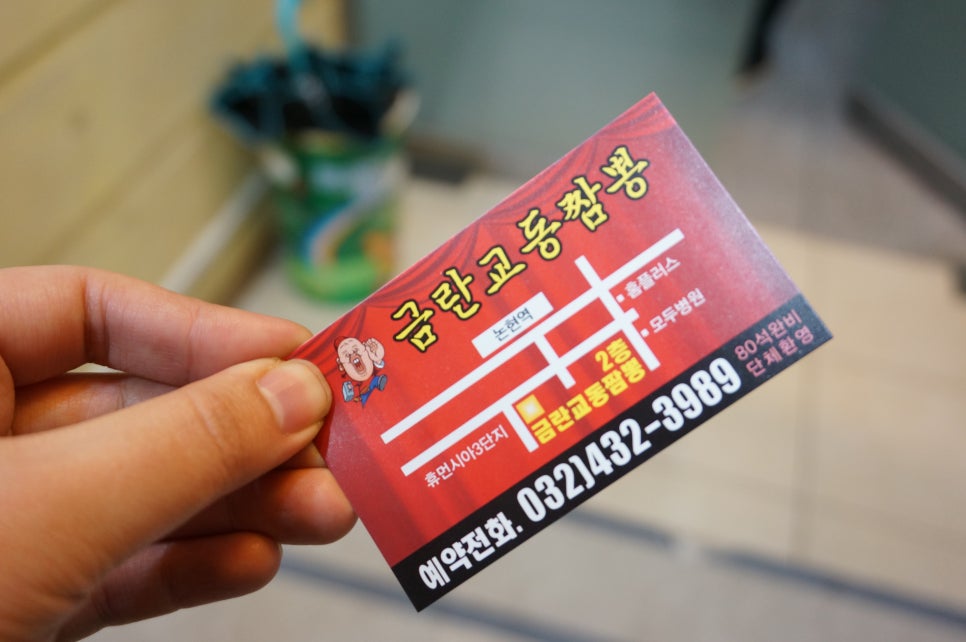 금란교동짬뽕
논현역
홈플러스
모두병원
2층
금란교동짬뽕
휴먼시아3단지
80석완비
단체환영
예약전화. 032)432-3989